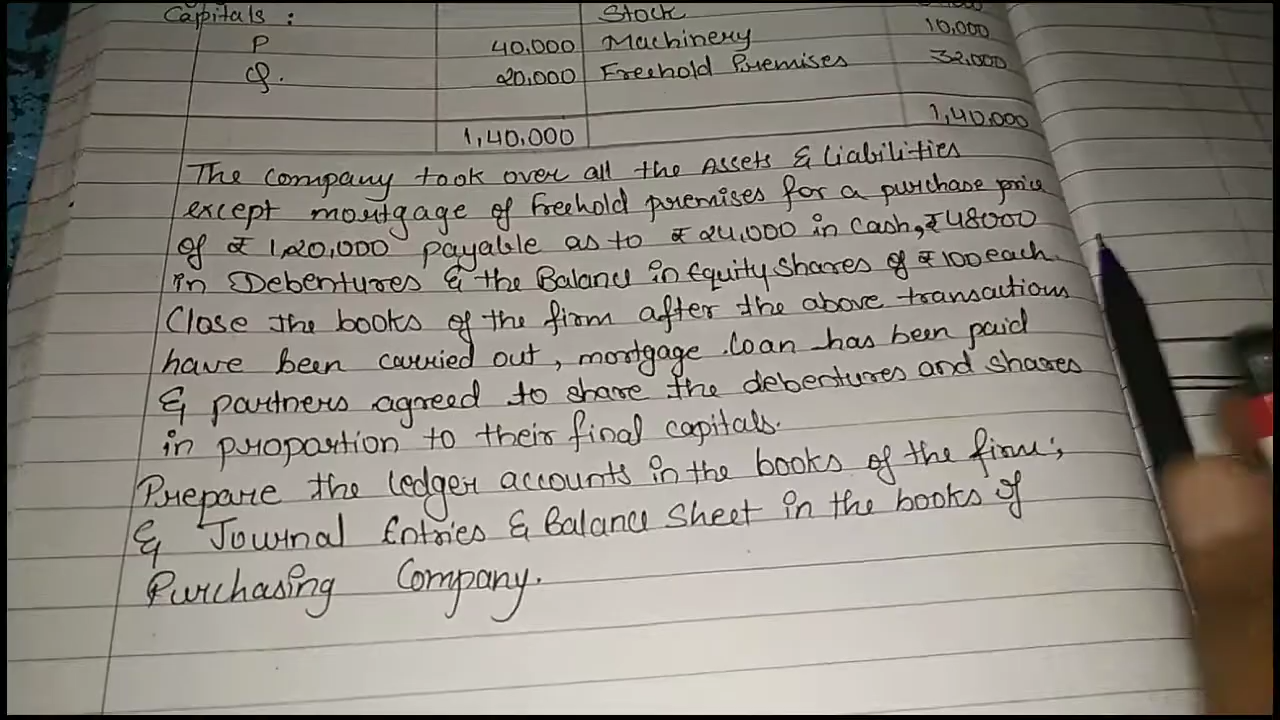 Capitals : Stock
P 40,000 Machinery 10,000
Q. 20,000 Freehold Premises 32,000
1,40,000 1,40,000
The company took over all the Assets & Liabilities
except mortgage of Freehold premises for a purchase price
of ₹ 1,20,000 payable as to ₹ 24,000 in cash, ₹48000
in Debentures & the Balance in Equity Shares of ₹ 100 each.
Close the books of the firm after the above transactions
have been carried out, mortgage loan has been paid
& partners agreed to share the debentures and shares
in proportion to their final capitals.
Prepare the ledger accounts in the books of the firm;
& Journal Entries & Balance Sheet in the books of
Purchasing Company.